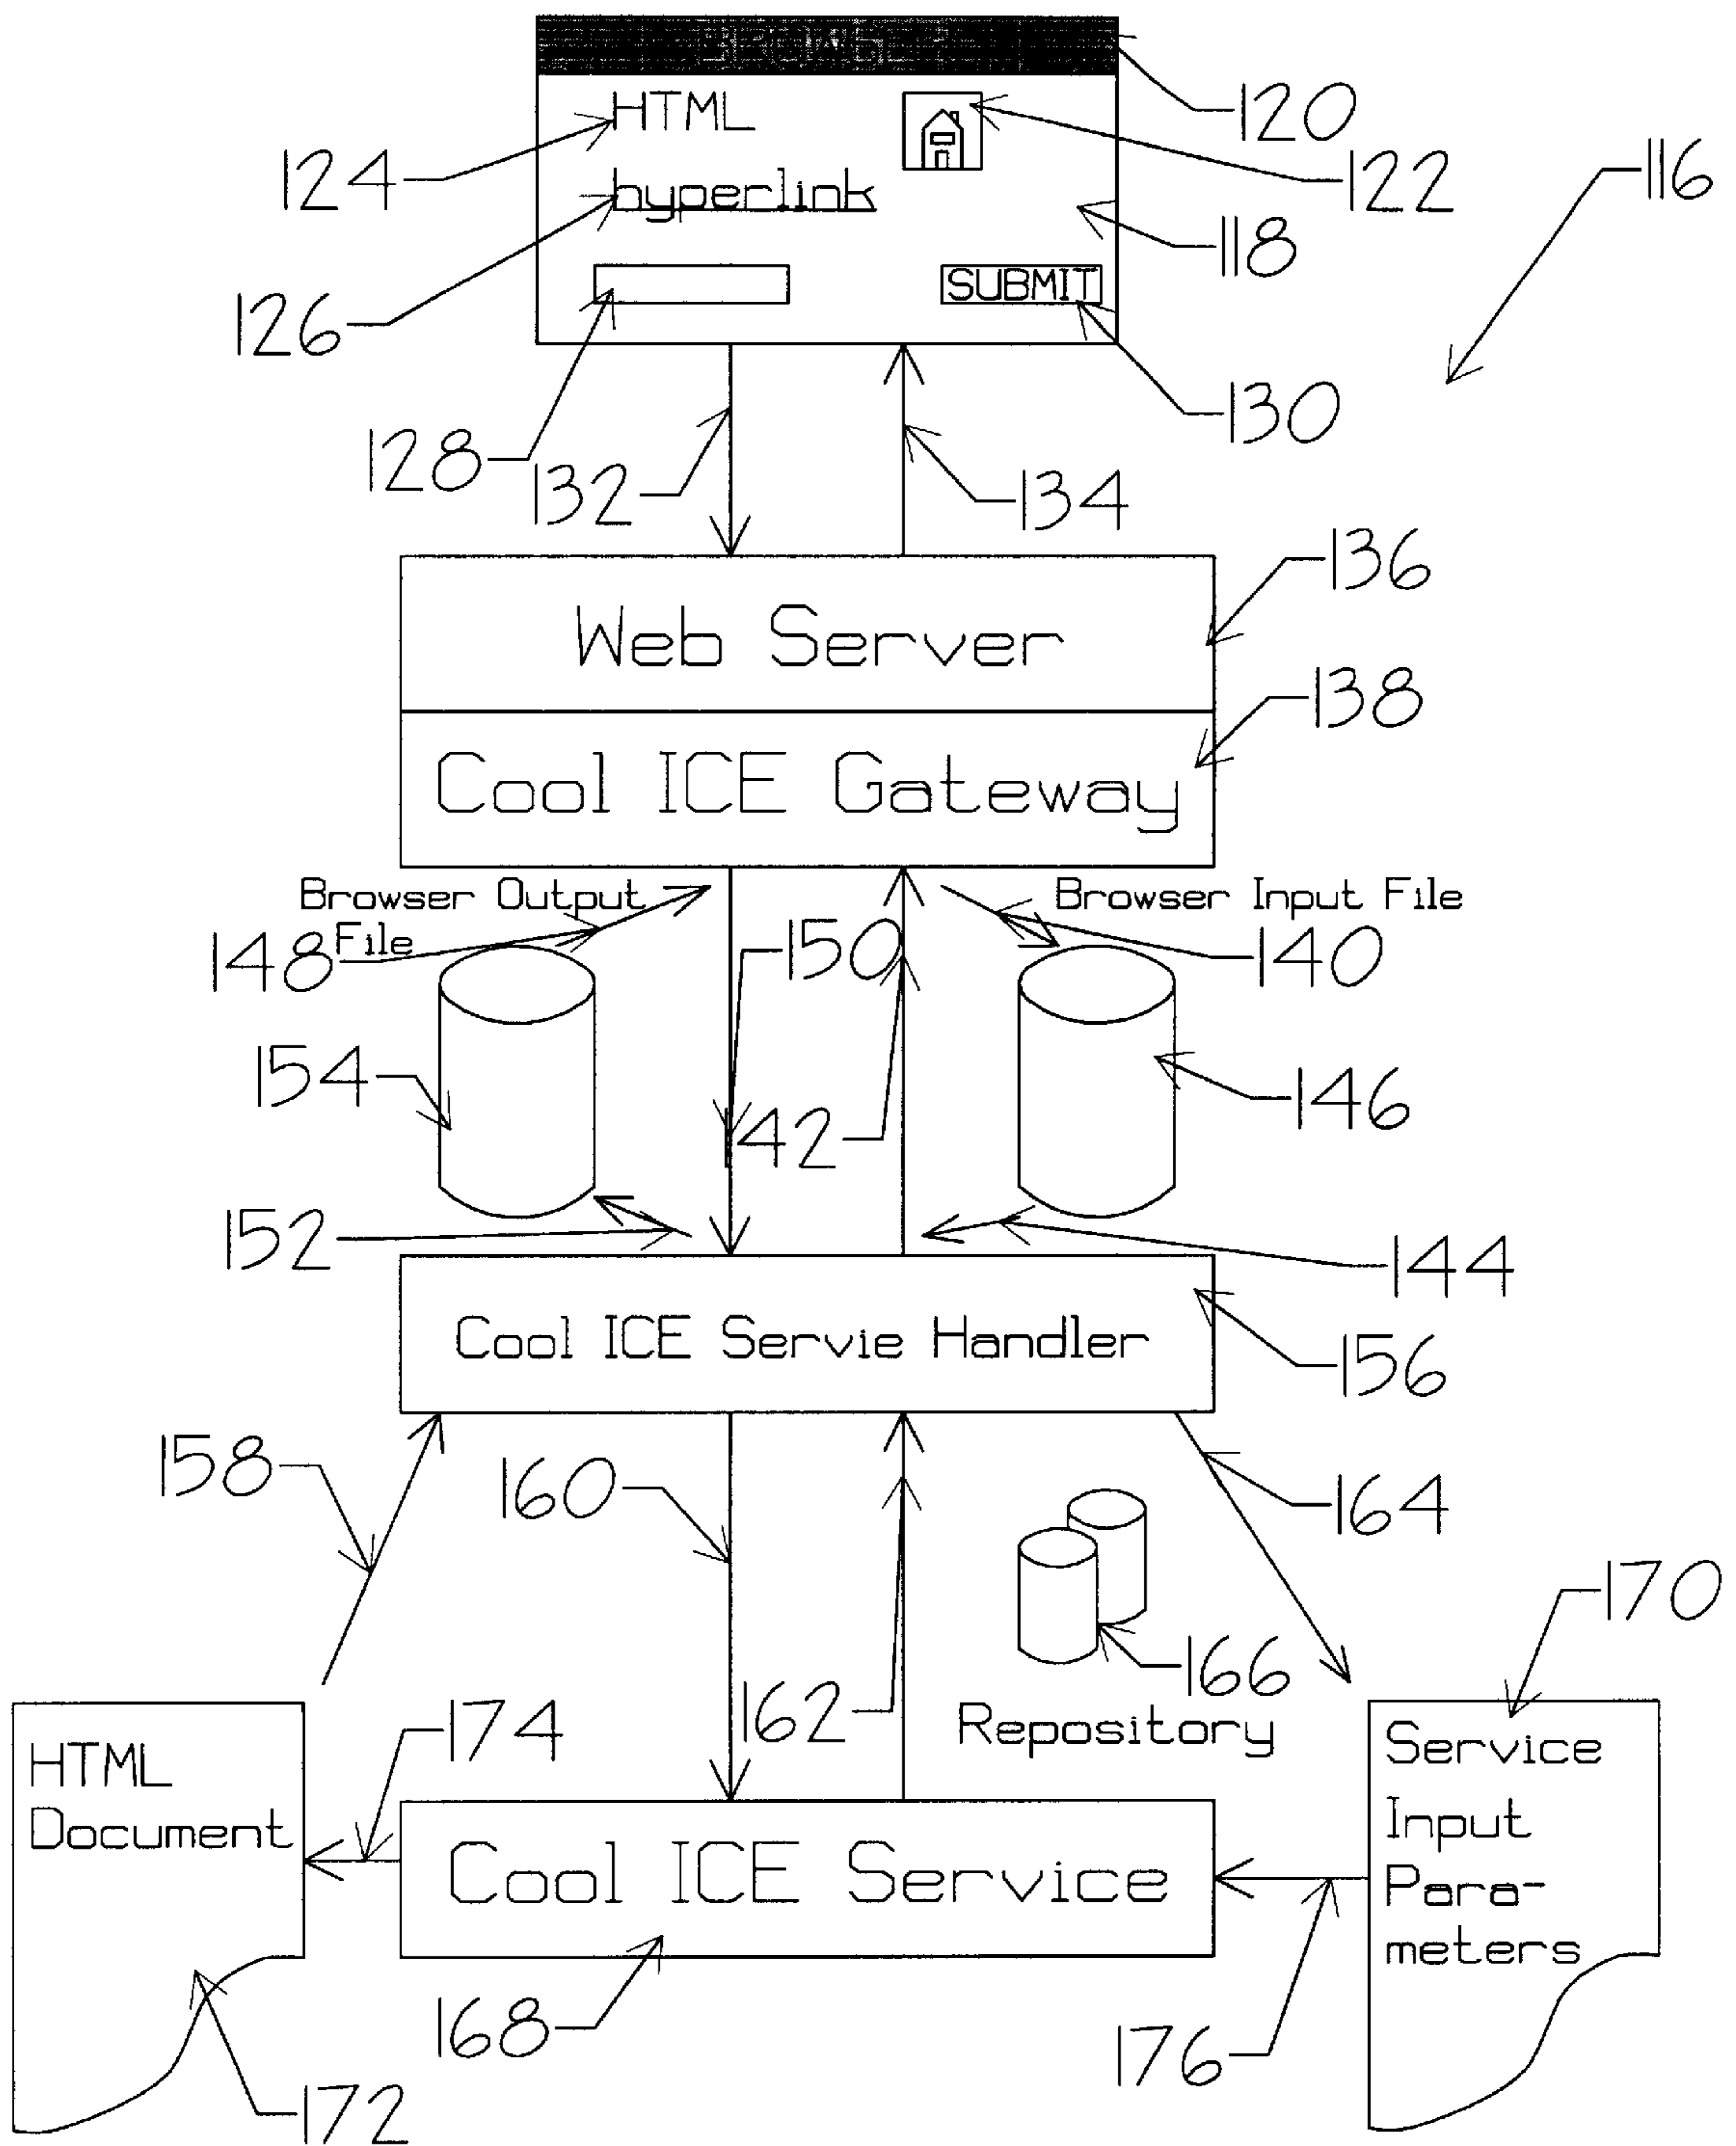 BROWSER
HTML
120
124
122
116
hyperlink
118
126
SUBMIT
130
128
132
134
136
Web Server
138
Cool ICE Gateway
Browser Output
File
Browser Input File
148
150
140
154
146
142
152
144
Cool ICE Servie Handler
156
158
160
164
170
166
162
Repository
174
HTML
Document
Service
Input
Para-
meters
Cool ICE Service
168
176
172